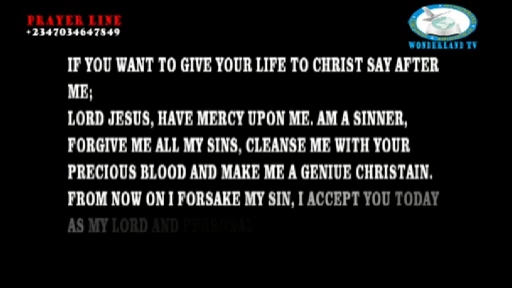 PRAYER LINE
+2347034647849
WONDERLAND TV
IF YOU WANT TO GIVE YOUR LIFE TO CHRIST SAY AFTER
ME;
LORD JESUS, HAVE MERCY UPON ME. AM A SINNER,
FORGIVE ME ALL MY SINS, CLEANSE ME WITH YOUR
PRECIOUS BLOOD AND MAKE ME A GENIUE CHRISTAIN.
FROM NOW ON I FORSAKE MY SIN, I ACCEPT YOU TODAY
AS MY LORD AND PERSONAL